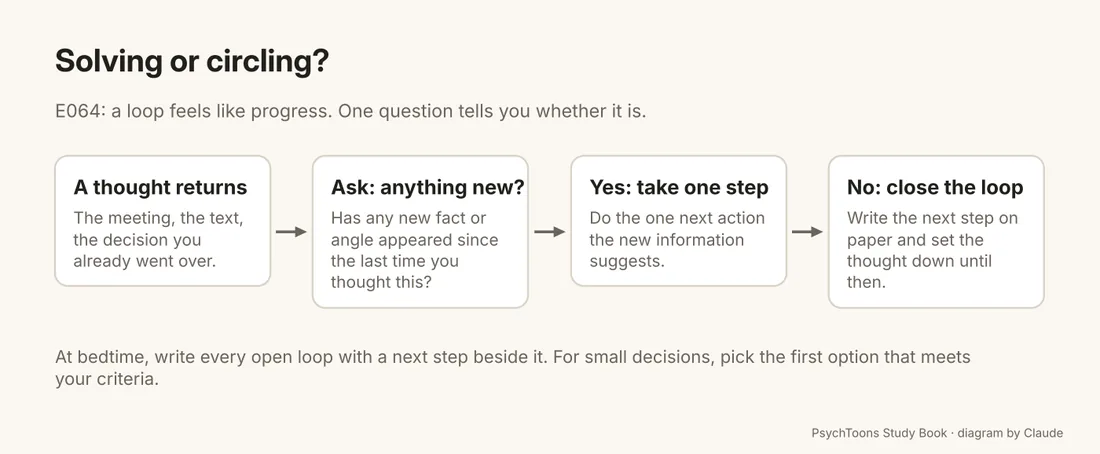 Solving or circling?
E064: a loop feels like progress. One question tells you whether it is.
A thought returns
The meeting, the text,
the decision you
already went over.
Ask: anything new?
Has any new fact or
angle appeared since
the last time you
thought this?
Yes: take one step
Do the one next action
the new information
suggests.
No: close the loop
Write the next step on
paper and set the
thought down until
then.
At bedtime, write every open loop with a next step beside it. For small decisions, pick the first option that meets
your criteria.
PsychToons Study Book · diagram by Claude